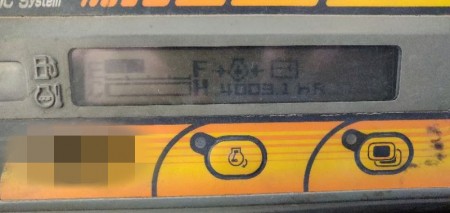 System
E F
C H 4003.1 hR